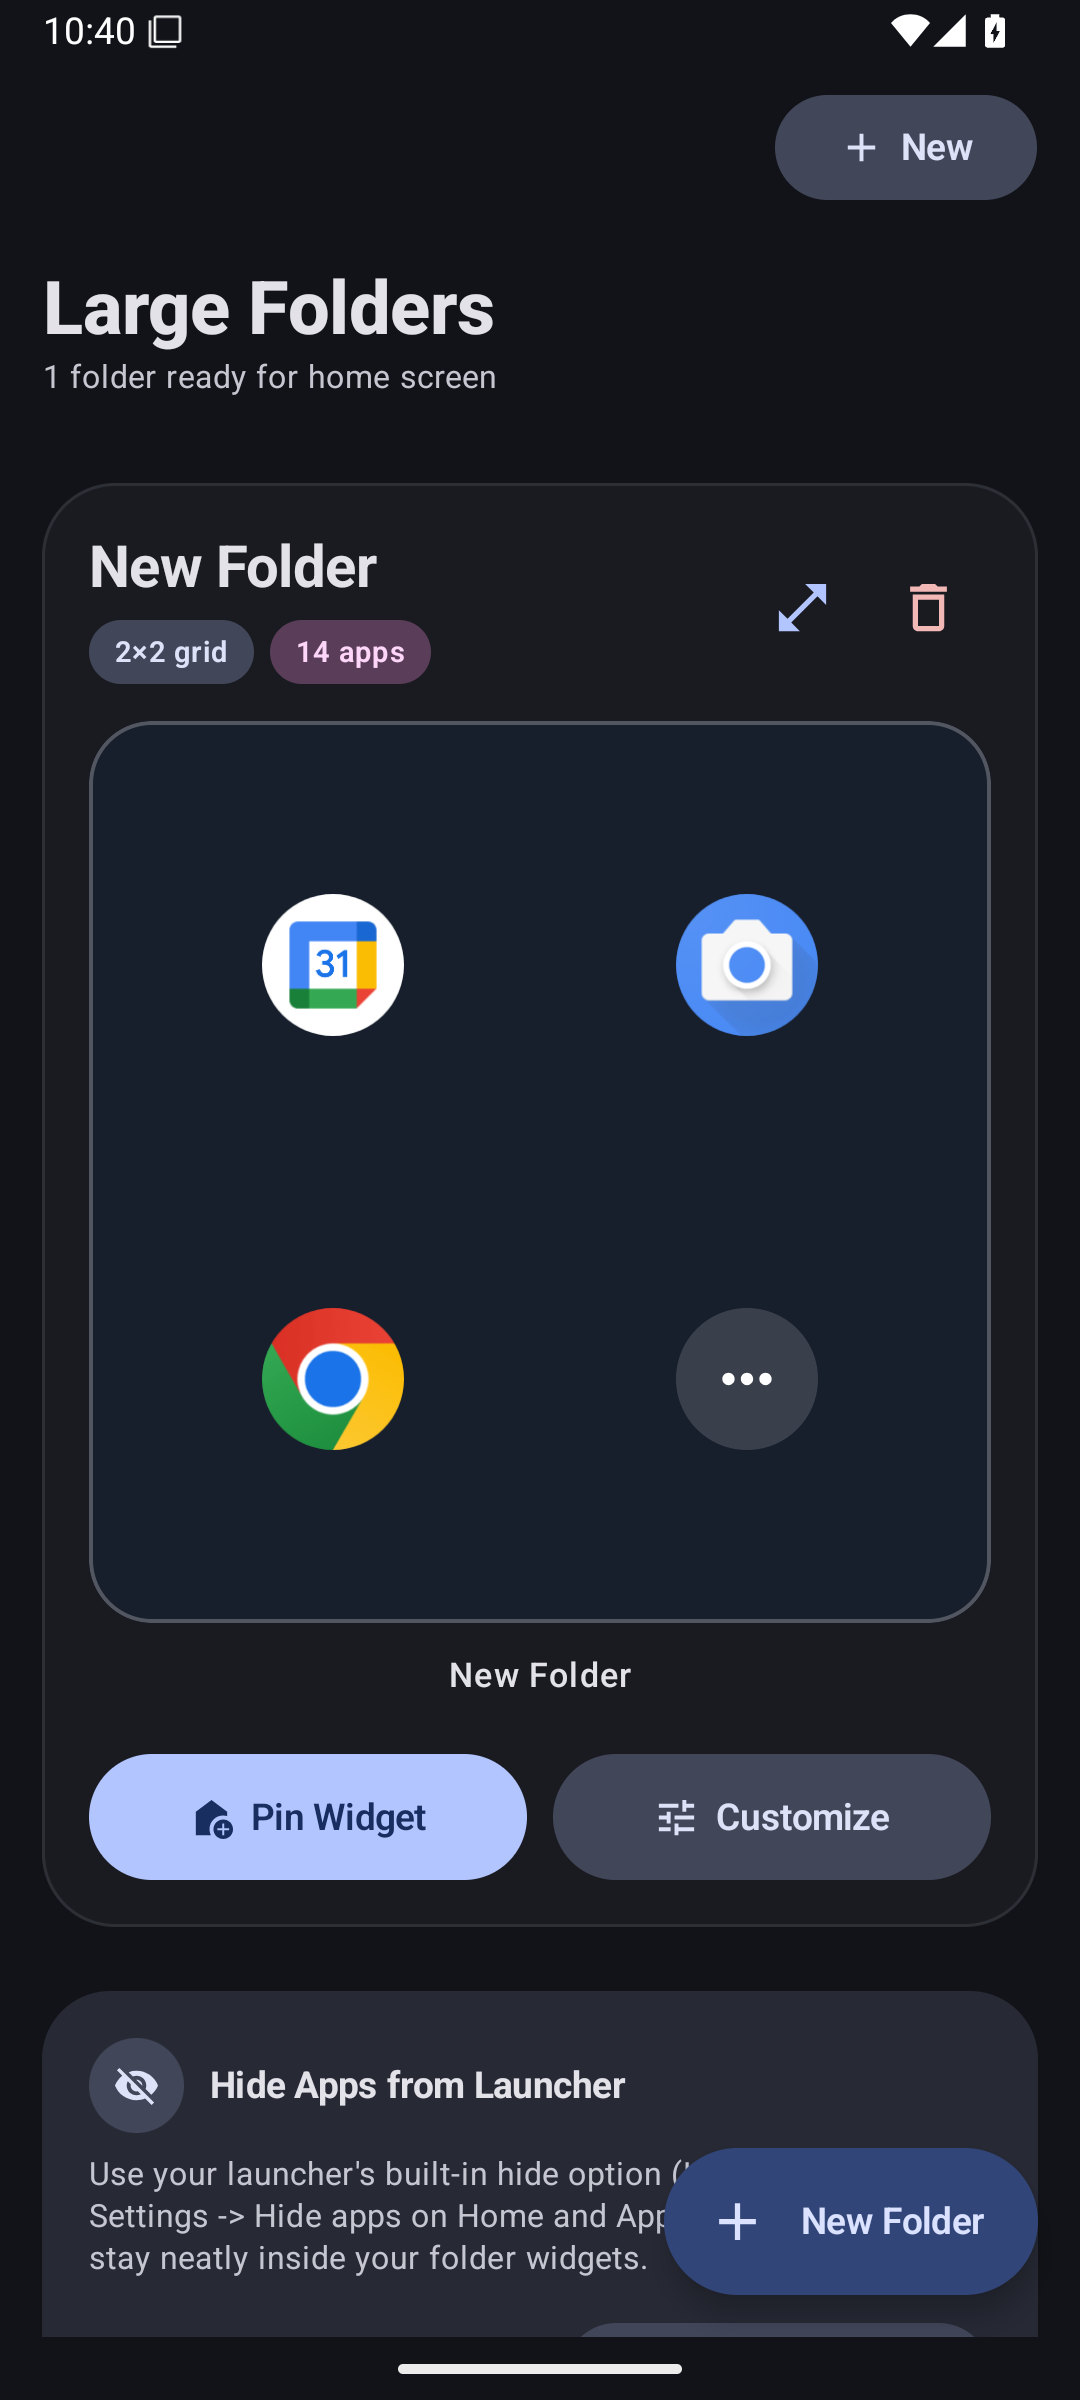 10:40
New
Large Folders
1 folder ready for home screen
New Folder
2×2 grid
14 apps
31
New Folder
Pin Widget
Customize
Hide Apps from Launcher
Use your launcher's built-in hide option (
Settings -> Hide apps on Home and App
stay neatly inside your folder widgets.
New Folder